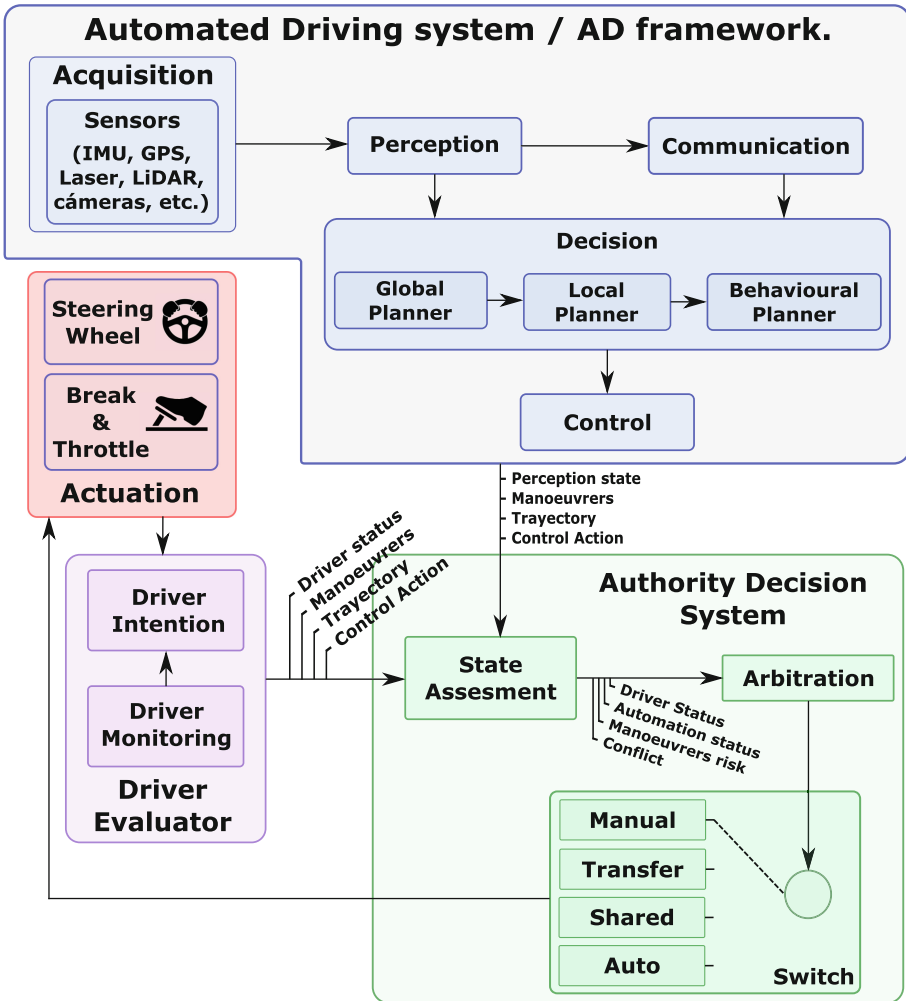 Automated Driving system / AD framework.
Acquisition
Sensors
(IMU, GPS,
Laser, LiDAR,
cámeras, etc.)
Perception
Communication
Decision
Global
Planner
Local
Planner
Behavioural
Planner
Control
Steering
Wheel
Break
&
Throttle
Actuation
Perception state
Manoeuvrers
Trayectory
Control Action
Driver
Intention
Driver
Monitoring
Driver
Evaluator
Driver status
Manoeuvrers
Trayectory
Control Action
Authority Decision
System
State
Assesment
Arbitration
Driver Status
Automation status
Manoeuvrers risk
Conflict
Manual
Transfer
Shared
Auto
Switch